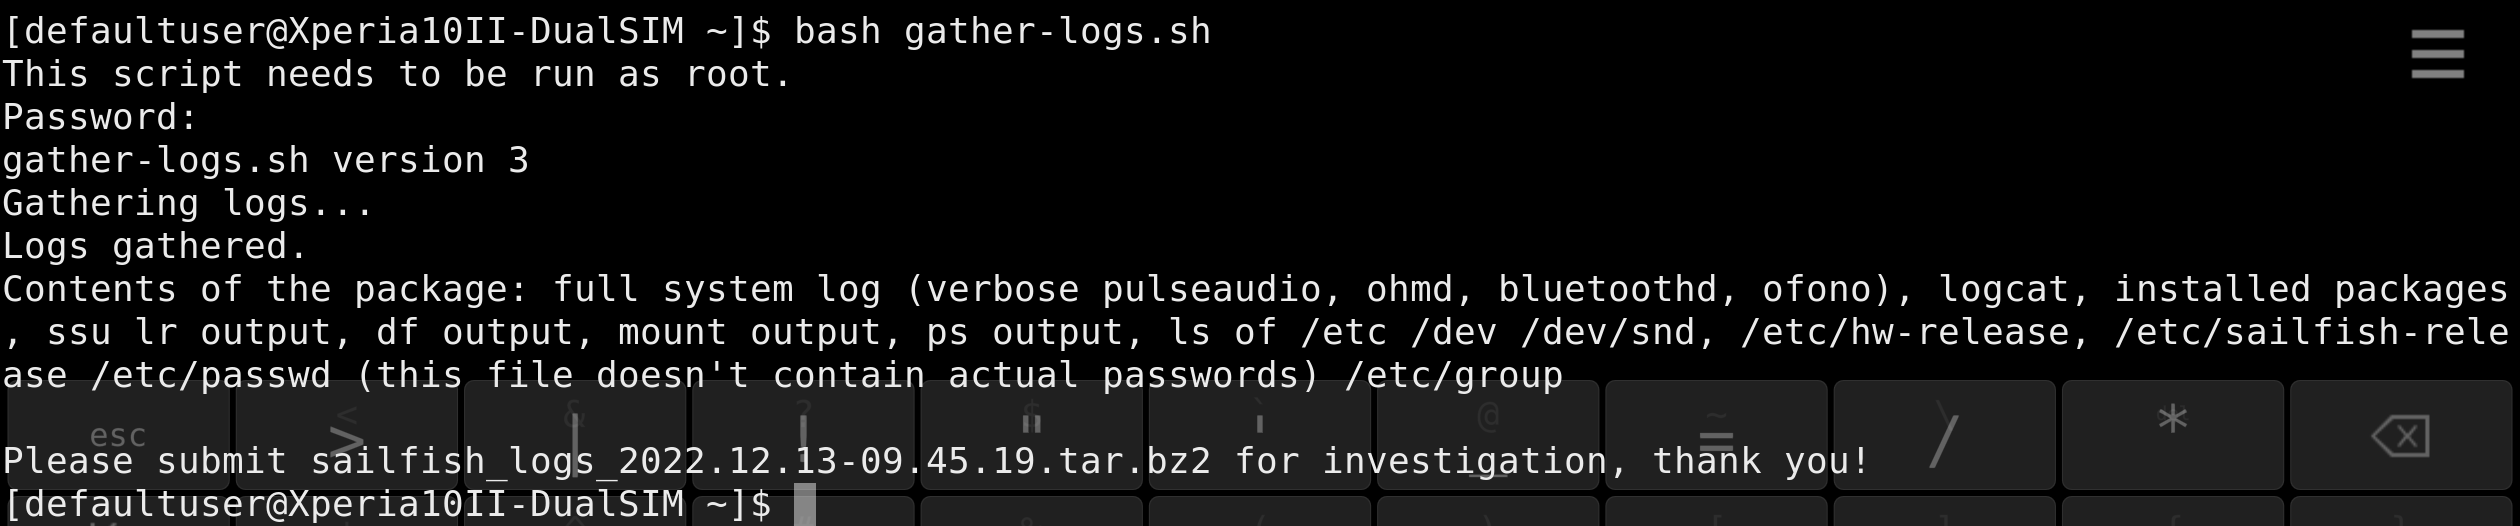 [defaultuser@Xperia10II-DualSIM ~]$ bash gather-logs.sh
This script needs to be run as root.
Password:
gather-logs.sh version 3
Gathering logs...
Logs gathered.
Contents of the package: full system log (verbose pulseaudio, ohmd, bluetoothd, ofono), logcat, installed packages
, ssu lr output, df output, mount output, ps output, ls of /etc /dev /dev/snd, /etc/hw-release, /etc/sailfish-rele
ase /etc/passwd (this file doesn't contain actual passwords) /etc/group
< & ? $ ` @ ~ \
esc > | ! " ' _ = / *
Please submit sailfish_logs_2022.12.13-09.45.19.tar.bz2 for investigation, thank you!
[defaultuser@Xperia10II-DualSIM ~]$